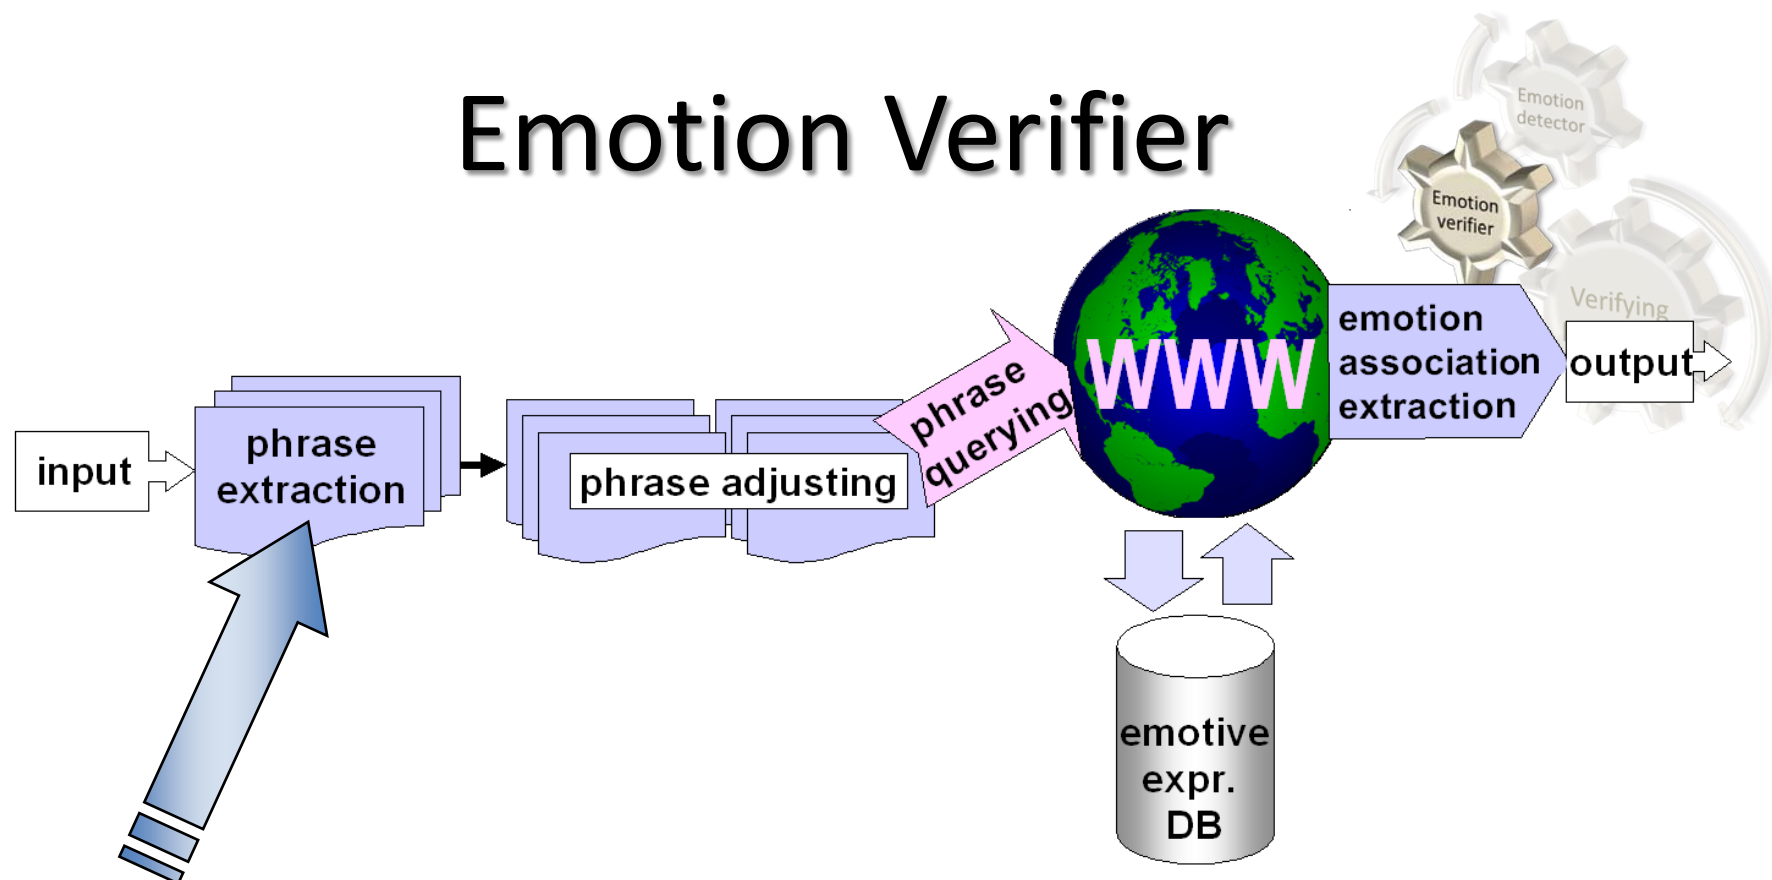 Emotion Verifier
Emotion
detector
Emotion
verifier
Verifying
input
phrase
extraction
phrase adjusting
phrase
querying
WWW
emotion
association
extraction
output
emotive
expr.
DB